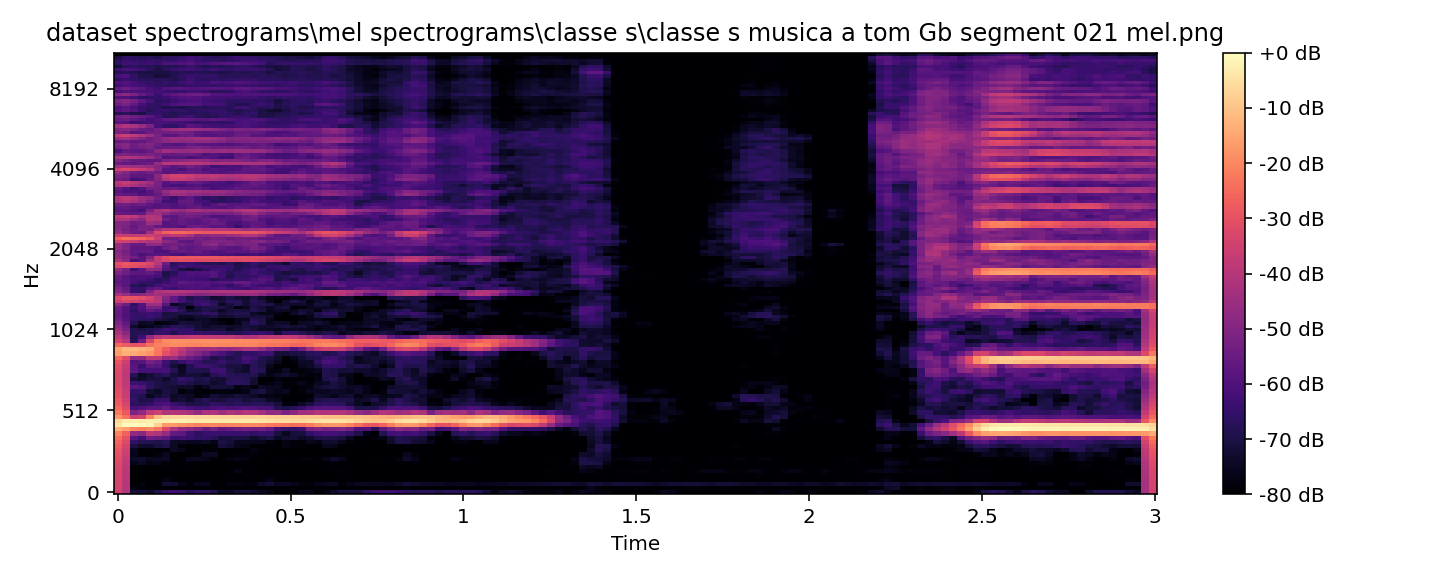 dataset spectrograms\mel spectrograms\classe s\classe s musica a tom Gb segment 021 mel.png
+0 dB
8192
-10 dB
-20 dB
4096
-30 dB
2048
-40 dB
Hz
1024
-50 dB
-60 dB
512
-70 dB
0
-80 dB
0 0.5 1 1.5 2 2.5 3
Time